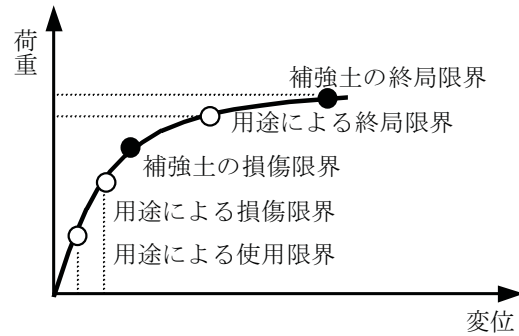 荷重
補強土の終局限界
用途による終局限界
補強土の損傷限界
用途による損傷限界
用途による使用限界
変位